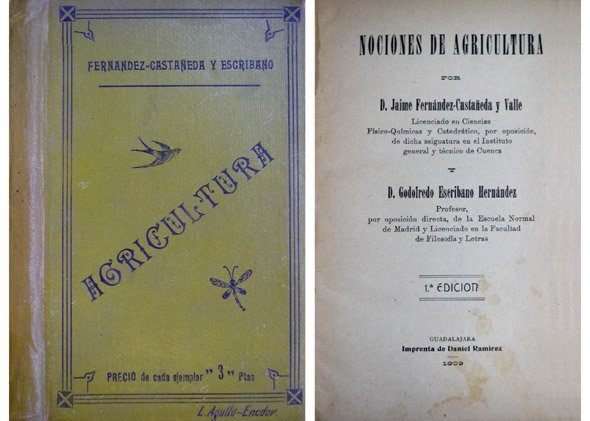 FERNANDEZ-CASTAÑEDA Y ESCRIBANO
AGRICULTURA
PRECIO de cada ejemplar "3" Ptas
L. Agulló-Encdor
NOCIONES DE AGRICULTURA
POR
D. Jaime Fernández-Castañeda y Valle
Licenciado en Ciencias
Físico-Químicas y Catedrático, por oposición,
de dicha asignatura en el Instituto
general y técnico de Cuenca
Y
D. Godofredo Escribano Hernández
Profesor,
por oposición directa, de la Escuela Normal
de Madrid y Licenciado en la Facultad
de Filosofía y Letras
1.ª EDICION
GUADALAJARA
Imprenta de Daniel Ramírez
1909